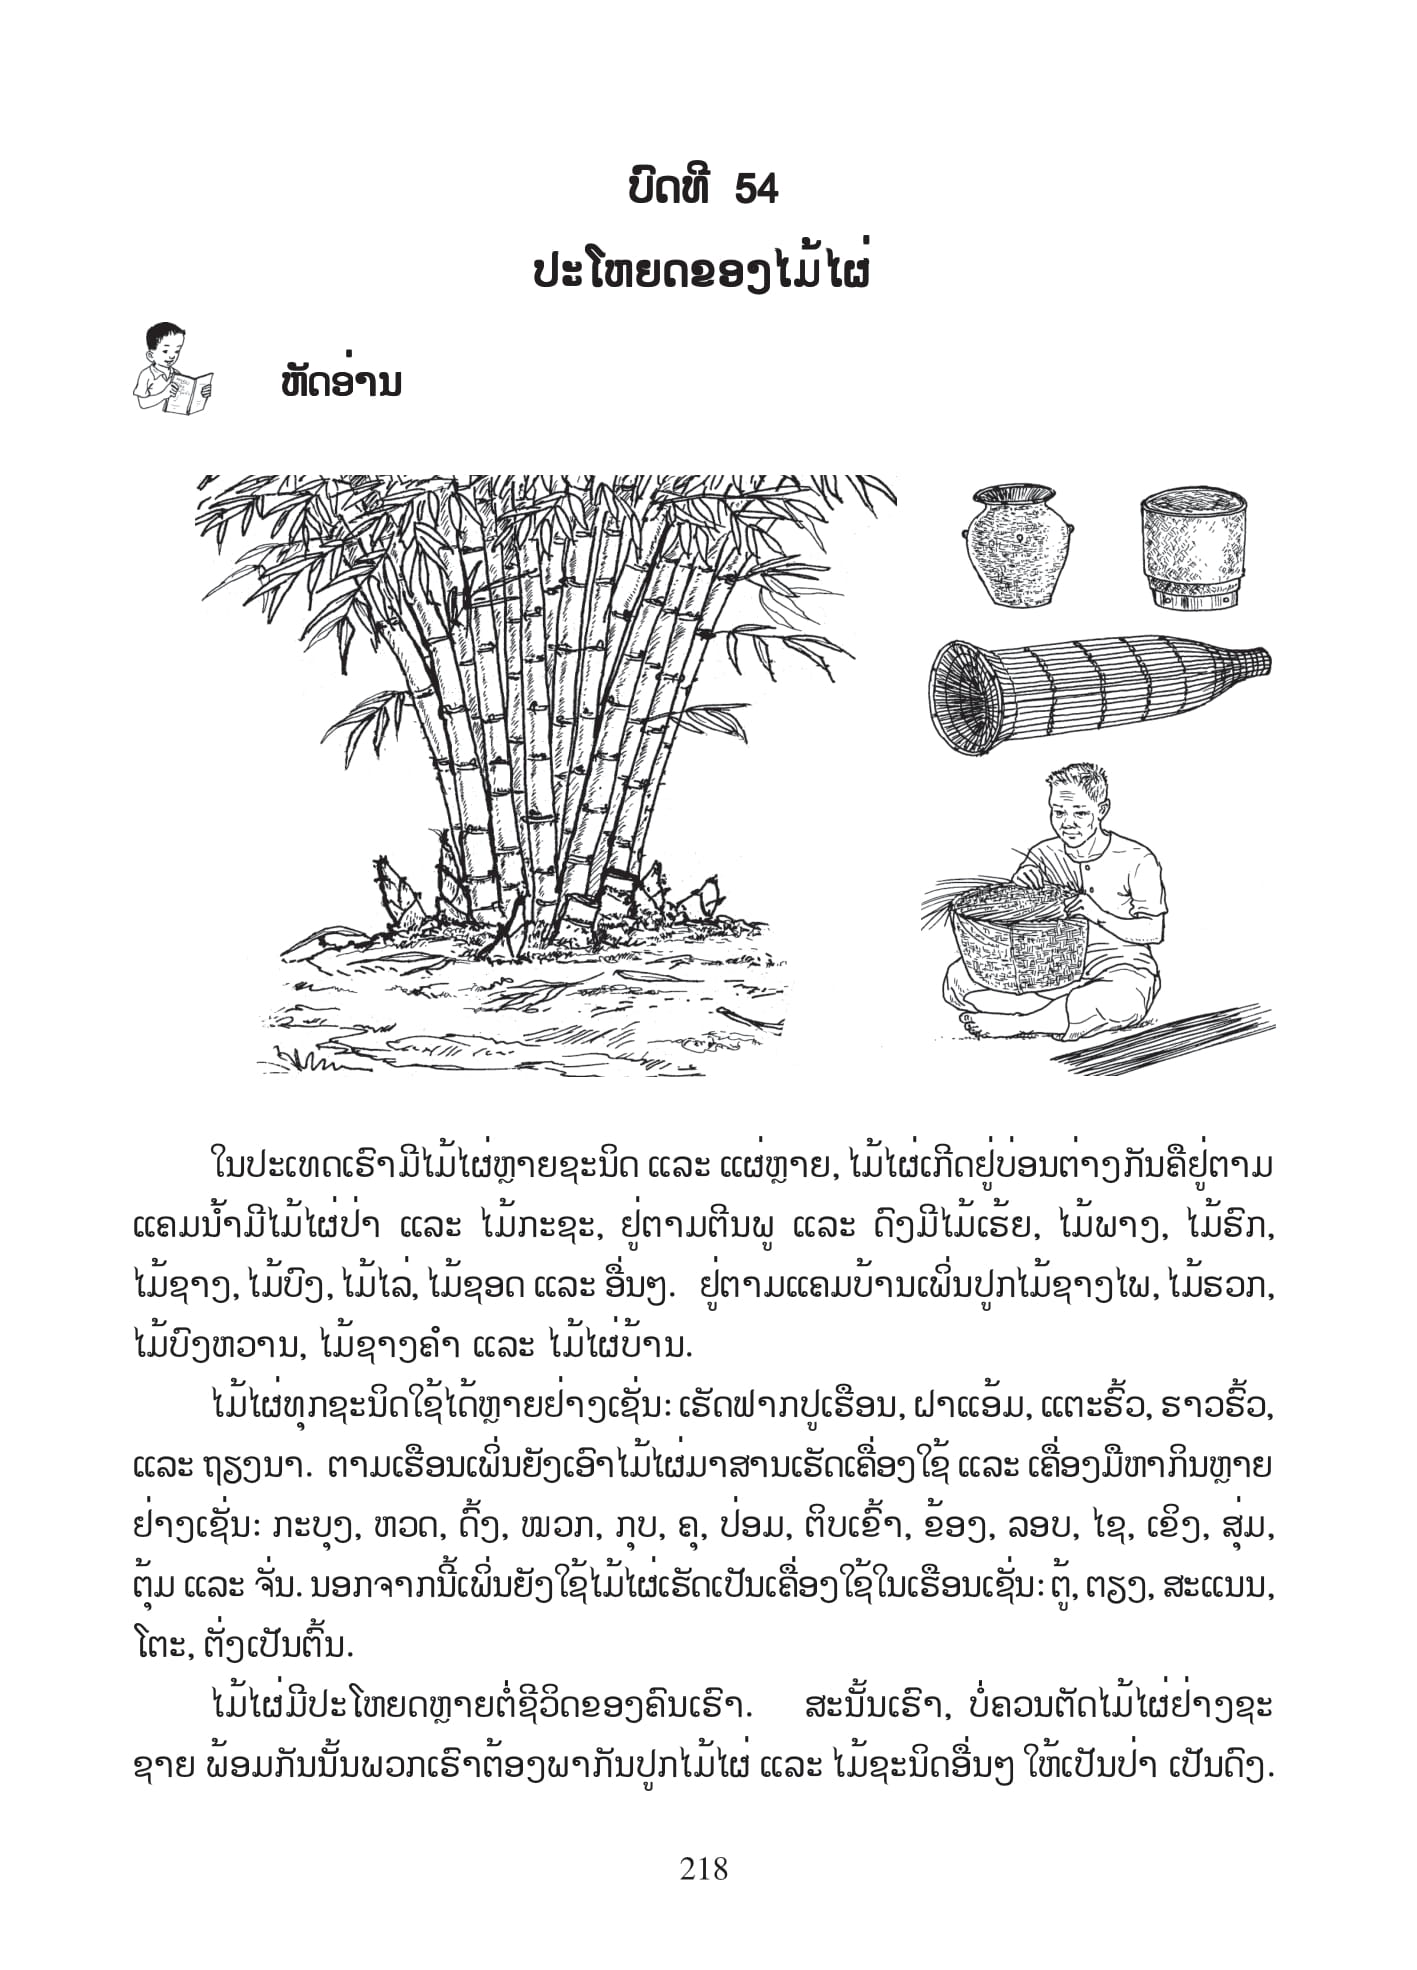 ບົດທີ 54
ປະໂຫຍດຂອງໄມ້ໄຜ່
ຫັດອ່ານ
ໃນປະເທດເຮົາມີໄມ້ໄຜ່ຫຼາຍຊະນິດ ແລະ ແຜ່ຫຼາຍ, ໄມ້ໄຜ່ເກີດຢູ່ບ່ອນຕ່າງກັນຄືຢູ່ຕາມ
ແຄມນ້ຳມີໄມ້ໄຜ່ປ່າ ແລະ ໄມ້ກະຊະ, ຢູ່ຕາມຕີນພູ ແລະ ດົງມີໄມ້ເຮ້ຍ, ໄມ້ພາງ, ໄມ້ຮົກ,
ໄມ້ຊາງ, ໄມ້ບົງ, ໄມ້ໄລ່, ໄມ້ຊອດ ແລະ ອື່ນໆ. ຢູ່ຕາມແຄມບ້ານເພິ່ນປູກໄມ້ຊາງໄພ, ໄມ້ຮວກ,
ໄມ້ບົງຫວານ, ໄມ້ຊາງຄຳ ແລະ ໄມ້ໄຜ່ບ້ານ.
ໄມ້ໄຜ່ທຸກຊະນິດໃຊ້ໄດ້ຫຼາຍຢ່າງເຊັ່ນ: ເຮັດຟາກປູເຮືອນ, ຝາແອ້ມ, ແຕະຮົ້ວ, ຮາວຮົ້ວ,
ແລະ ຖຽງນາ. ຕາມເຮືອນເພິ່ນຍັງເອົາໄມ້ໄຜ່ມາສານເຮັດເຄື່ອງໃຊ້ ແລະ ເຄື່ອງມືຫາກິນຫຼາຍ
ຢ່າງເຊັ່ນ: ກະບຸງ, ຫວດ, ດົ້ງ, ໝວກ, ກຸບ, ຄຸ, ປ່ອມ, ຕິບເຂົ້າ, ຂ້ອງ, ລອບ, ໄຊ, ເຂິງ, ສຸ່ມ,
ຕຸ້ມ ແລະ ຈັ່ນ. ນອກຈາກນີ້ເພິ່ນຍັງໃຊ້ໄມ້ໄຜ່ເຮັດເປັນເຄື່ອງໃຊ້ໃນເຮືອນເຊັ່ນ: ຕູ້, ຕຽງ, ສະແນນ,
ໂຕະ, ຕັ່ງເປັນຕົ້ນ.
ໄມ້ໄຜ່ມີປະໂຫຍດຫຼາຍຕໍ່ຊີວິດຂອງຄົນເຮົາ. ສະນັ້ນເຮົາ, ບໍ່ຄວນຕັດໄມ້ໄຜ່ຢ່າງຊະ
ຊາຍ ພ້ອມກັນນັ້ນພວກເຮົາຕ້ອງພາກັນປູກໄມ້ໄຜ່ ແລະ ໄມ້ຊະນິດອື່ນໆ ໃຫ້ເປັນປ່າ ເປັນດົງ.
218